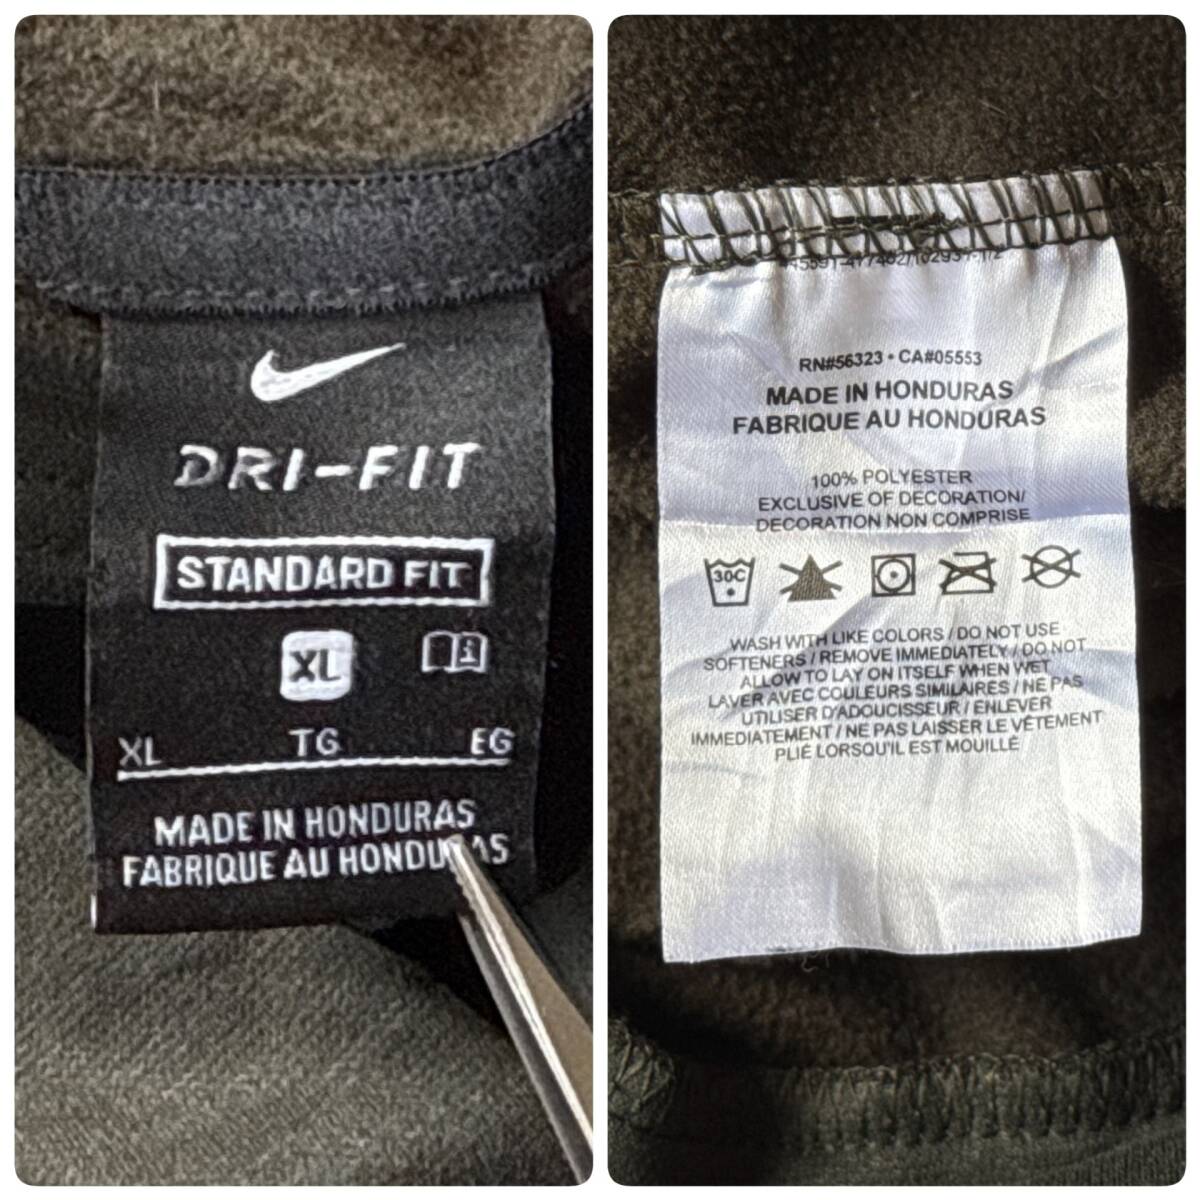 DRI-FIT
STANDARD FIT
XL
XL TG EG
MADE IN HONDURAS
FABRIQUE AU HONDURAS
RN#56323 • CA#05553
MADE IN HONDURAS
FABRIQUE AU HONDURAS
100% POLYESTER
EXCLUSIVE OF DECORATION/
DECORATION NON COMPRISE
30C
WASH WITH LIKE COLORS / DO NOT USE
SOFTENERS / REMOVE IMMEDIATELY / DO NOT
ALLOW TO LAY ON ITSELF WHEN WET
LAVER AVEC COULEURS SIMILAIRES / NE PAS
UTILISER D'ADOUCISSEUR / ENLEVER
IMMEDIATEMENT / NE PAS LAISSER LE VÊTEMENT
PLIÉ LORSQU'IL EST MOUILLÉ